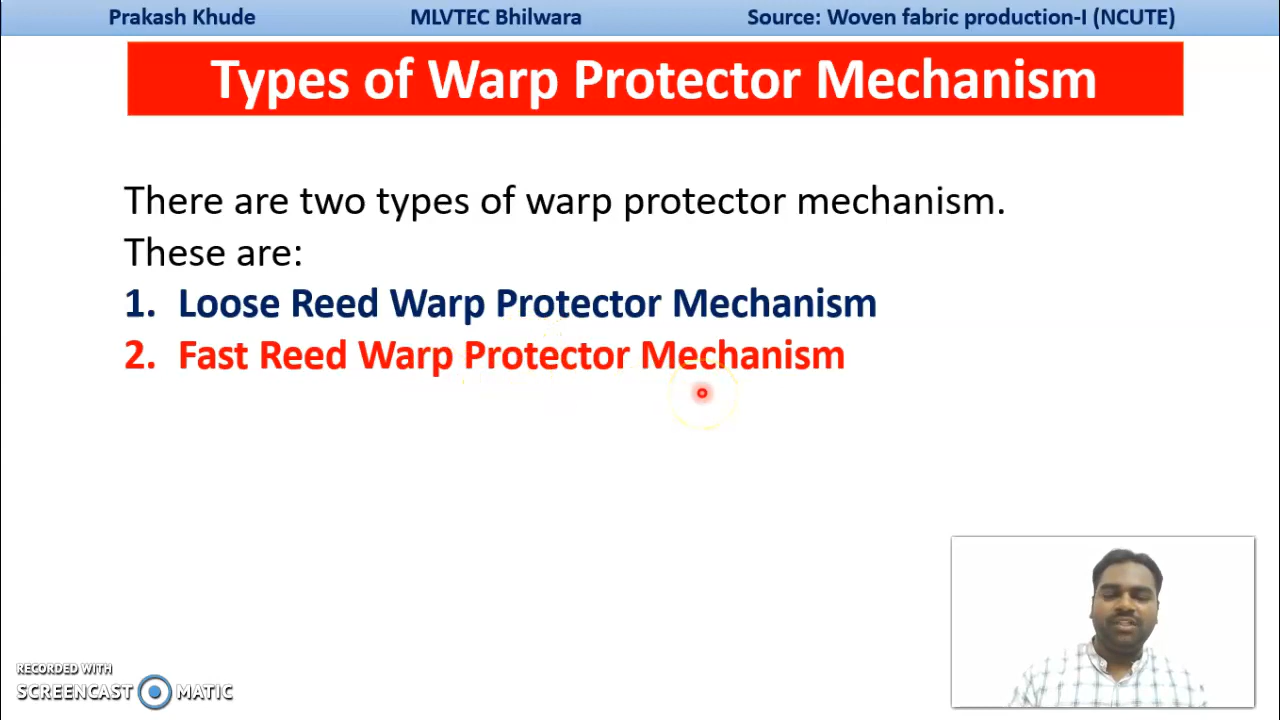 Prakash Khude MLVTEC Bhilwara Source: Woven fabric production-I (NCUTE)
Types of Warp Protector Mechanism
There are two types of warp protector mechanism.
These are:
1. Loose Reed Warp Protector Mechanism
2. Fast Reed Warp Protector Mechanism
RECORDED WITH
SCREENCAST MATIC